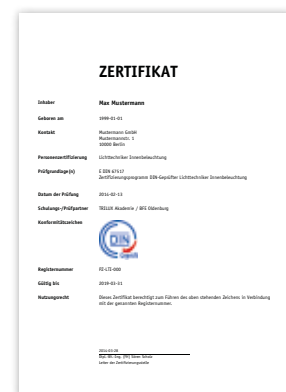 ZERTIFIKAT
Inhaber Max Mustermann
Geboren am 1999-01-01
Kontakt Mustermann GmbH
Mustermannstr. 1
10000 Berlin
Personenzertifizierung Lichttechniker Innenbeleuchtung
Prüfgrundlage(n) E DIN 67517
Zertifizierungsprogramm DIN-Geprüfter Lichttechniker Innenbeleuchtung
Datum der Prüfung 2014-02-13
Schulungs-/Prüfpartner TRILUX Akademie / BFE Oldenburg
Konformitätszeichen
DIN
Geprüft
Registernummer
Gültig bis 2019-03-31
Nutzungsrecht Dieses Zertifikat berechtigt zum Führen des oben stehenden Zeichens in Verbindung
mit der genannten Registernummer.
Leiter der Zertifizierungsstelle